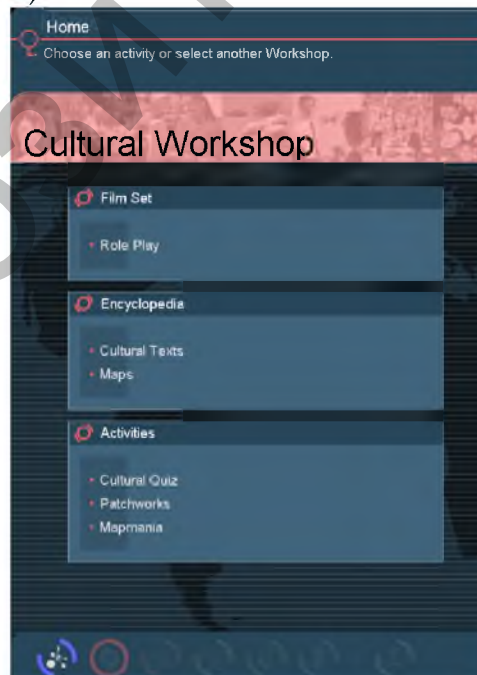 Home
Choose an activity or select another Workshop.
Cultural Workshop
Film Set
Role Play
Encyclopedia
Cultural Texts
Maps
Activities
Cultural Quiz
Patchworks
Mapmania